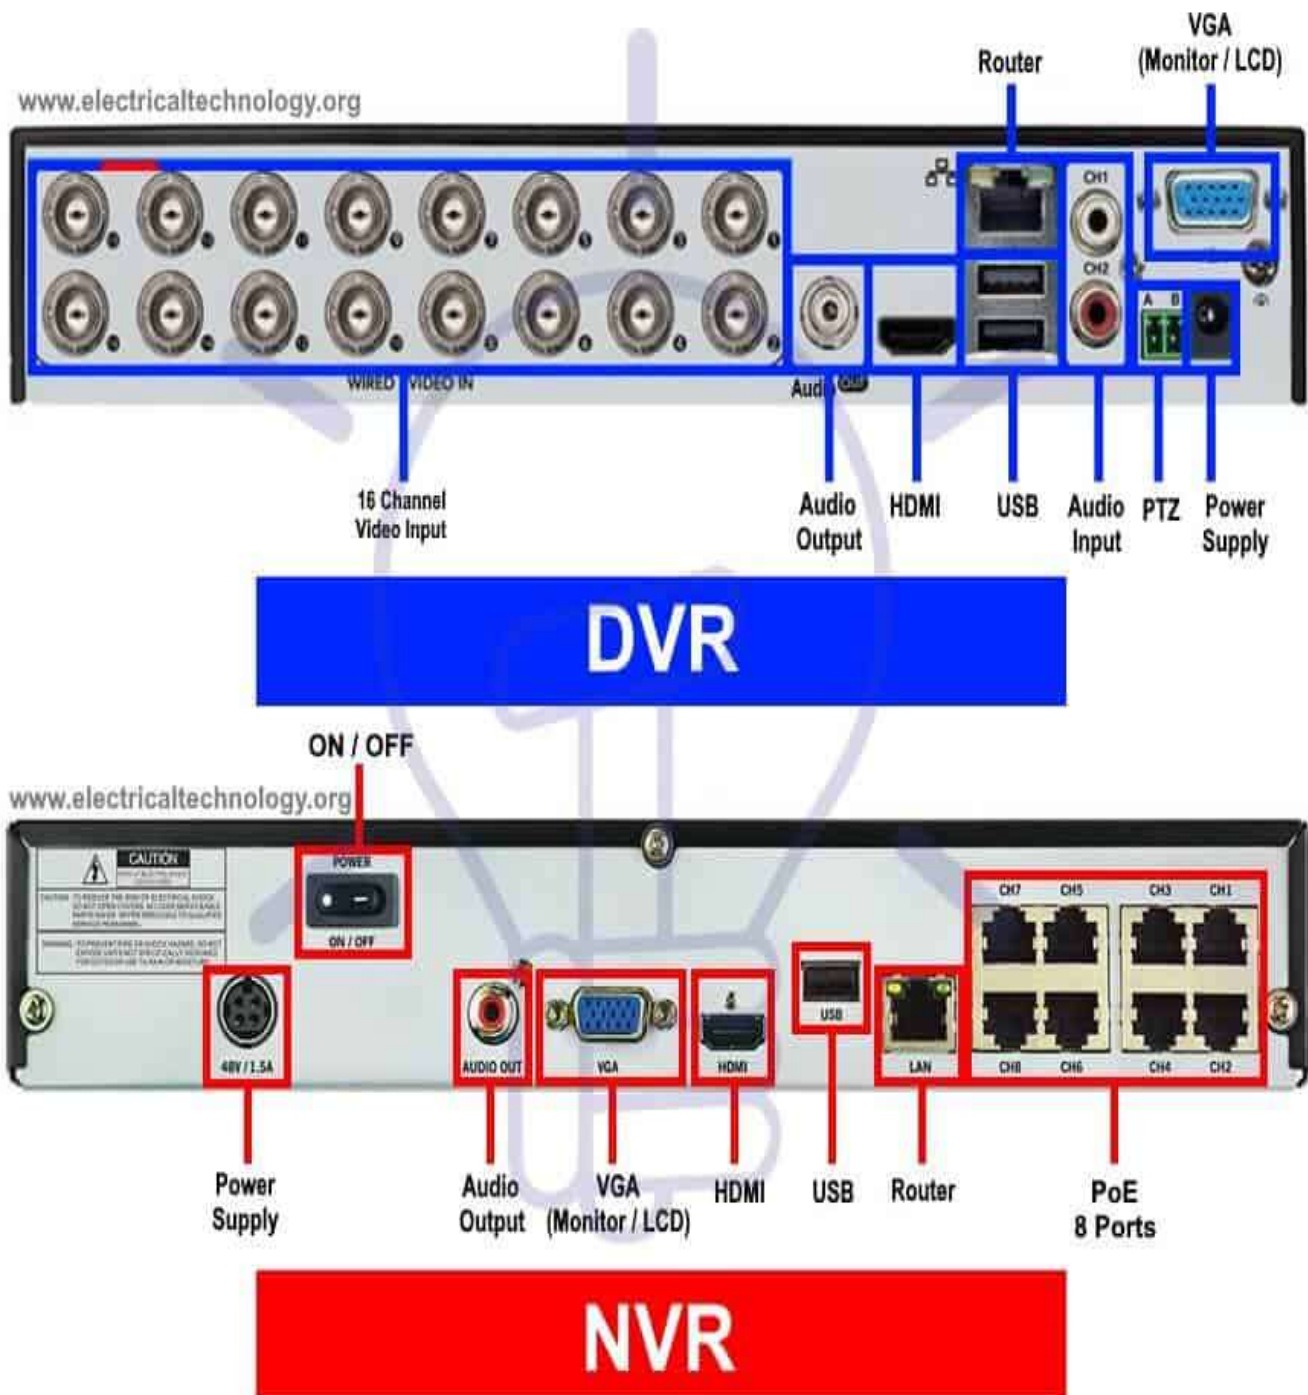 VGA
(Monitor / LCD)
Router
www.electricaltechnology.org
CH1
CH2
A B
WIRED VIDEO IN
Audio OUT
16 Channel
Video Input
Audio
Output
HDMI
USB
Audio
Input
PTZ
Power
Supply
DVR
ON / OFF
www.electricaltechnology.org
CAUTION
POWER
ON / OFF
CH7 CH5 CH3 CH1
USB
48V / 1.5A
AUDIO OUT
VGA
HDMI
LAN
CH8 CH6 CH4 CH2
Power
Supply
Audio
Output
VGA
(Monitor / LCD)
HDMI
USB
Router
PoE
8 Ports
NVR